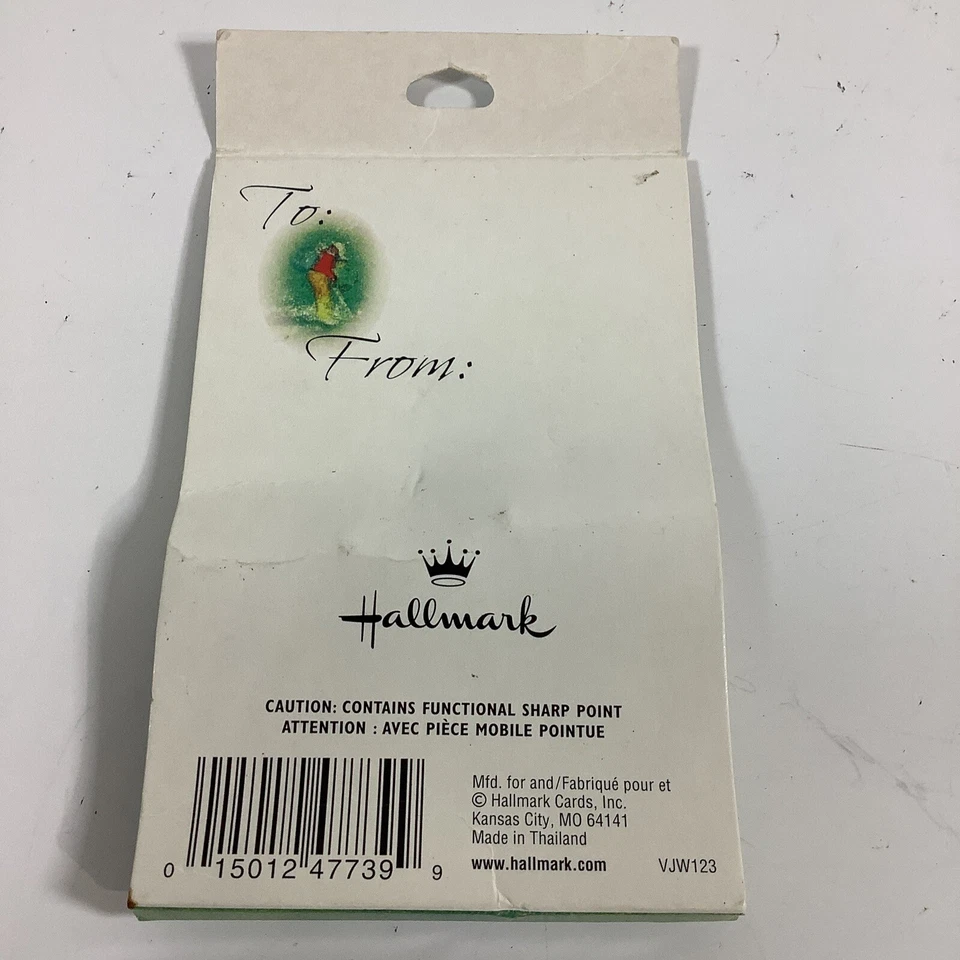 To:
From:
Hallmark
CAUTION: CONTAINS FUNCTIONAL SHARP POINT
ATTENTION : AVEC PIÈCE MOBILE POINTUE
Mfd. for and/Fabriqué pour et
© Hallmark Cards, Inc.
Kansas City, MO 64141
Made in Thailand
www.hallmark.com
VJW123
0 15012 47739 9